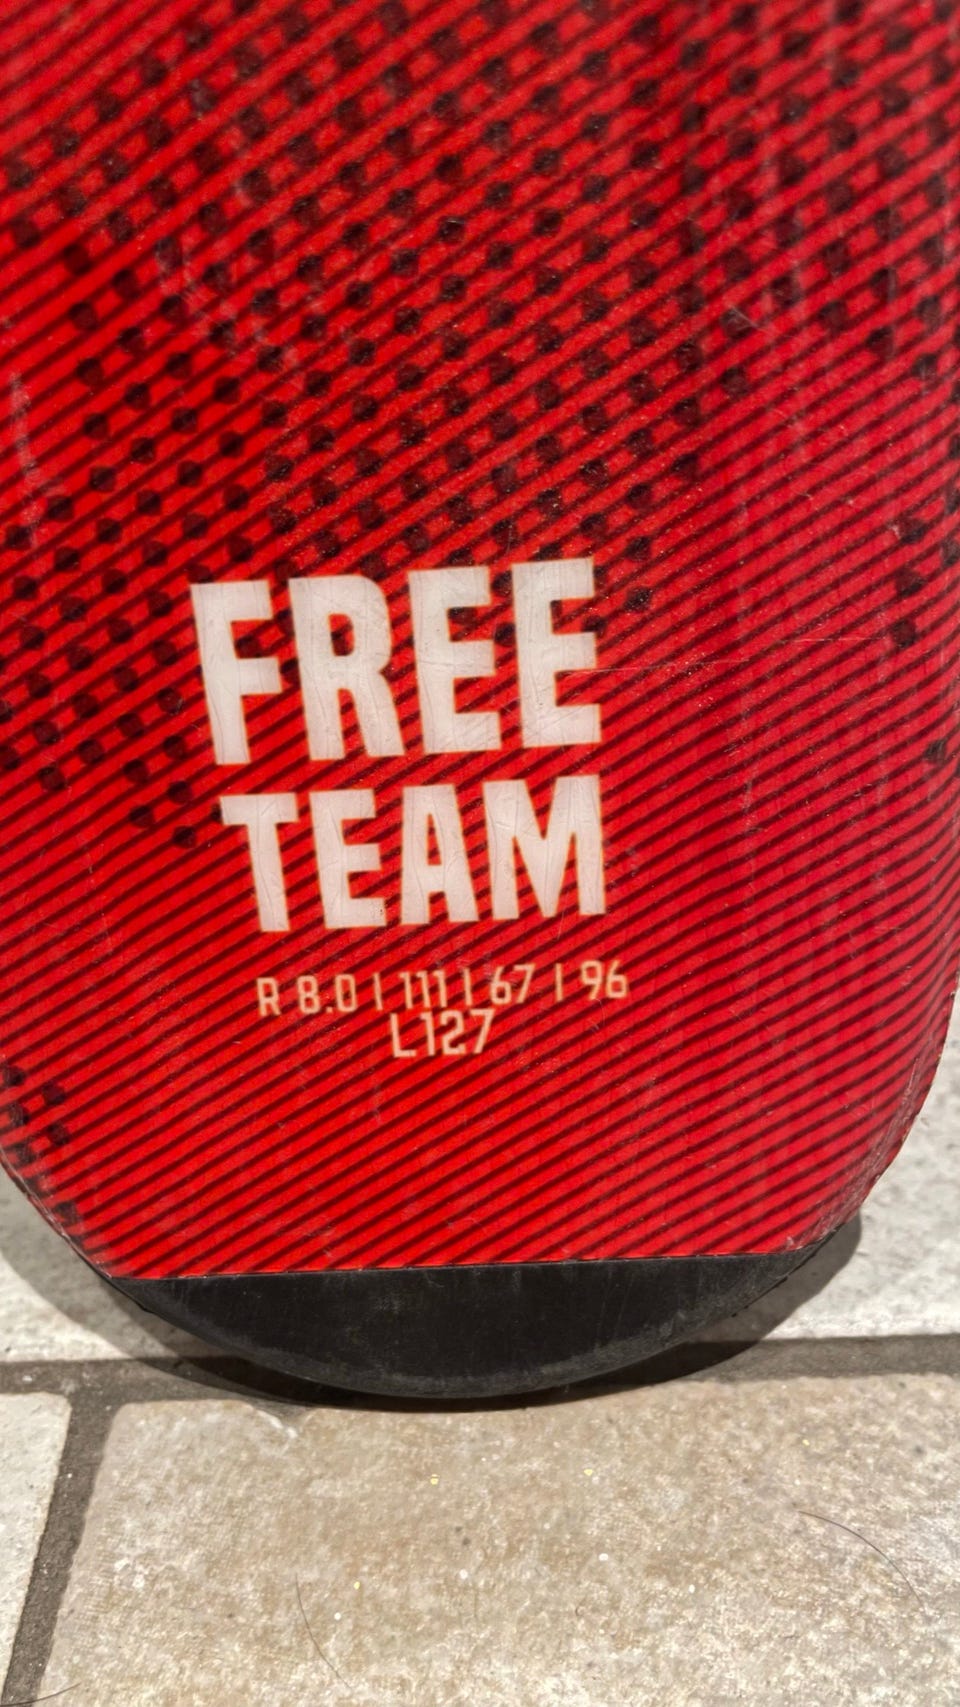 FREE
TEAM
R 8.0 | 111 | 67 | 96
L127